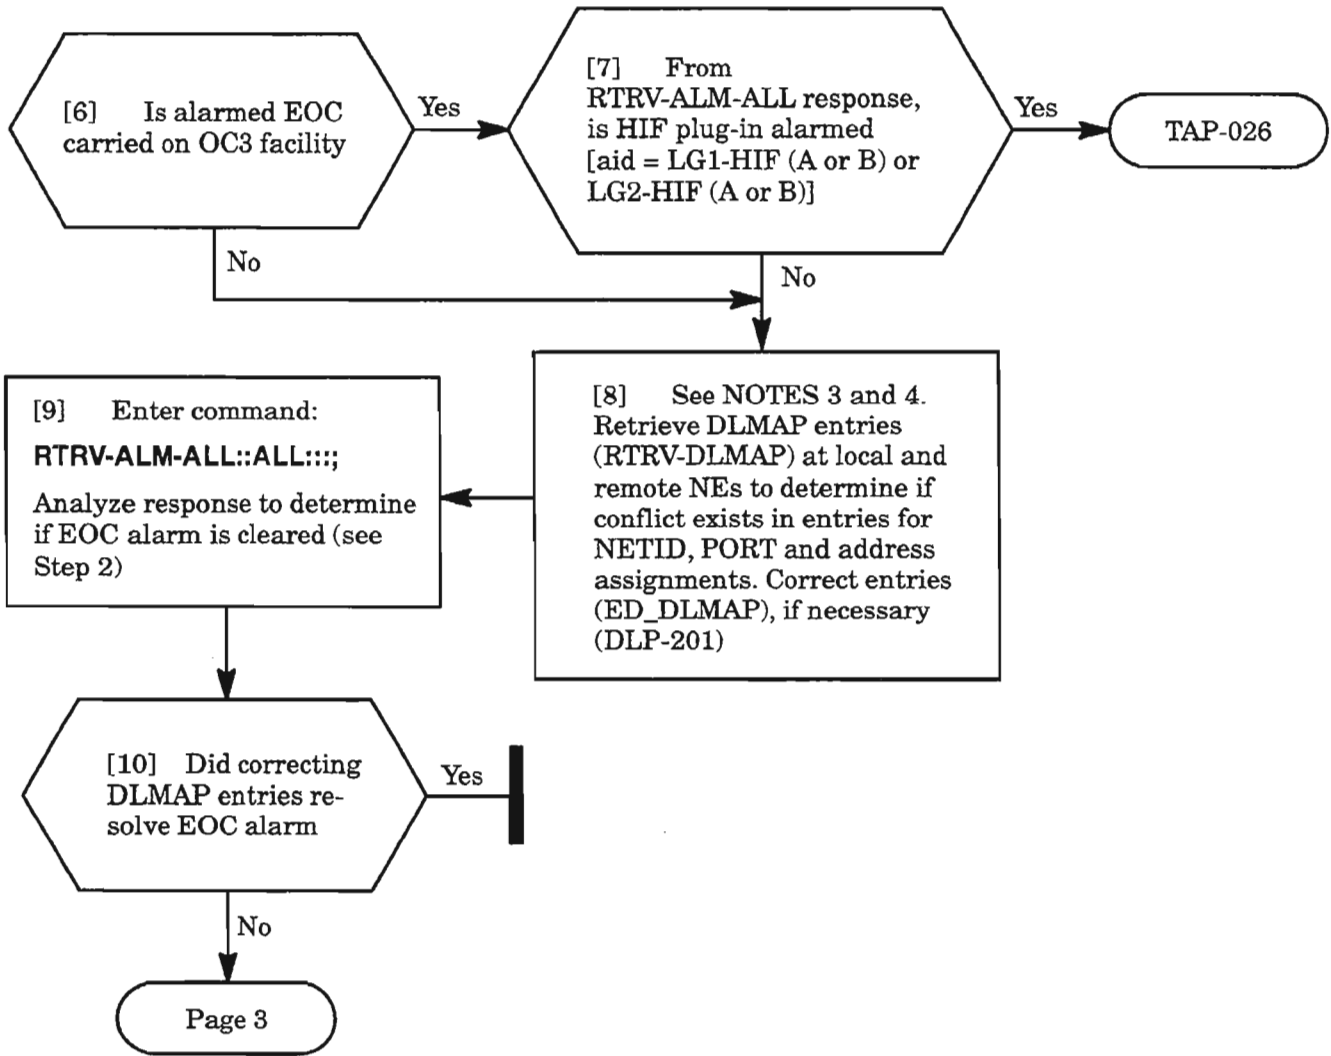 [6] Is alarmed EOC
carried on OC3 facility
Yes
[7] From
RTRV-ALM-ALL response,
is HIF plug-in alarmed
[aid = LG1-HIF (A or B) or
LG2-HIF (A or B)]
Yes
TAP-026
No
No
[8] See NOTES 3 and 4.
Retrieve DLMAP entries
(RTRV-DLMAP) at local and
remote NEs to determine if
conflict exists in entries for
NETID, PORT and address
assignments. Correct entries
(ED_DLMAP), if necessary
(DLP-201)
[9] Enter command:
RTRV-ALM-ALL::ALL:::;
Analyze response to determine
if EOC alarm is cleared (see
Step 2)
[10] Did correcting
DLMAP entries re-
solve EOC alarm
Yes
No
Page 3